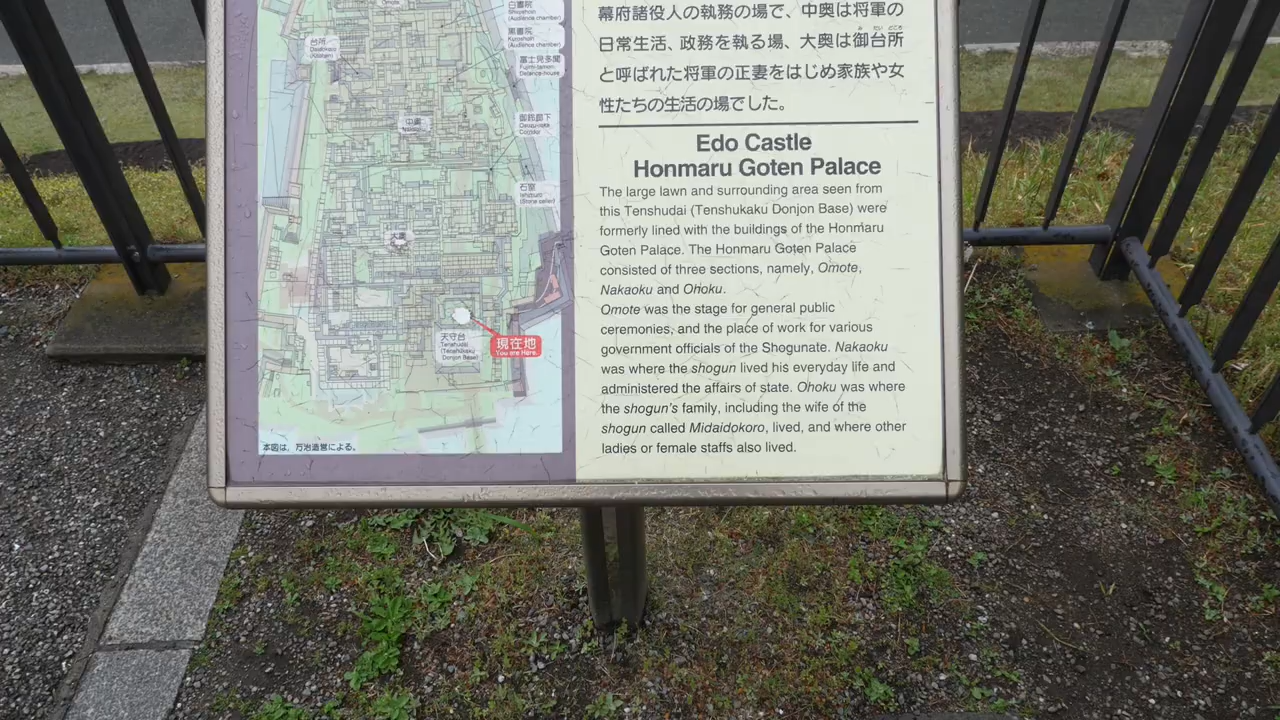 白書院
(Audience chamber)
黒書院
(Audience chamber)
富士見多聞
台所
中奥
御鈴廊下
石室
(Stone cellar)
大奥
天守台
Tenshudai
(Tenshukaku
Donjon Base)
現在地
You are Here.
本図は、万治造営による。
幕府諸役人の執務の場で、中奥は将軍の
日常生活、政務を執る場、大奥は御台所
と呼ばれた将軍の正妻をはじめ家族や女
性たちの生活の場でした。
Edo Castle
Honmaru Goten Palace
The large lawn and surrounding area seen from
this Tenshudai (Tenshukaku Donjon Base) were
formerly lined with the buildings of the Honmaru
Goten Palace. The Honmaru Goten Palace
consisted of three sections, namely, Omote,
Nakaoku and Ohoku.
Omote was the stage for general public
ceremonies, and the place of work for various
government officials of the Shogunate. Nakaoku
was where the shogun lived his everyday life and
administered the affairs of state. Ohoku was where
the shogun's family, including the wife of the
shogun called Midaidokoro, lived, and where other
ladies or female staffs also lived.